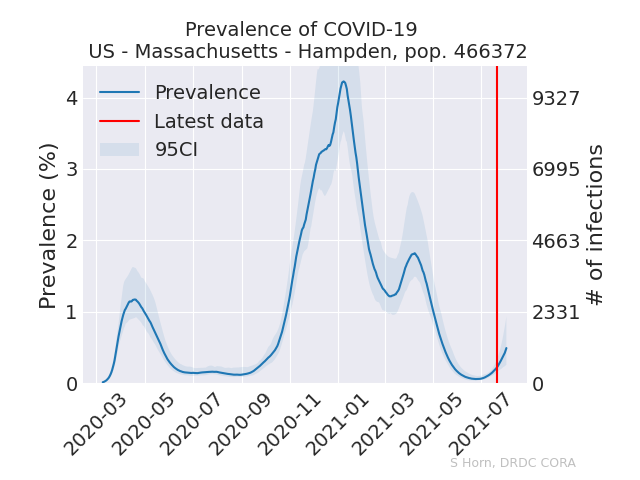 Prevalence of COVID-19
US - Massachusetts - Hampden, pop. 466372
Prevalence
Latest data
95CI
Prevalence (%)
4
3
2
1
0
# of infections
9327
6995
4663
2331
0
2020-03
2020-05
2020-07
2020-09
2020-11
2021-01
2021-03
2021-05
2021-07
S Horn, DRDC CORA